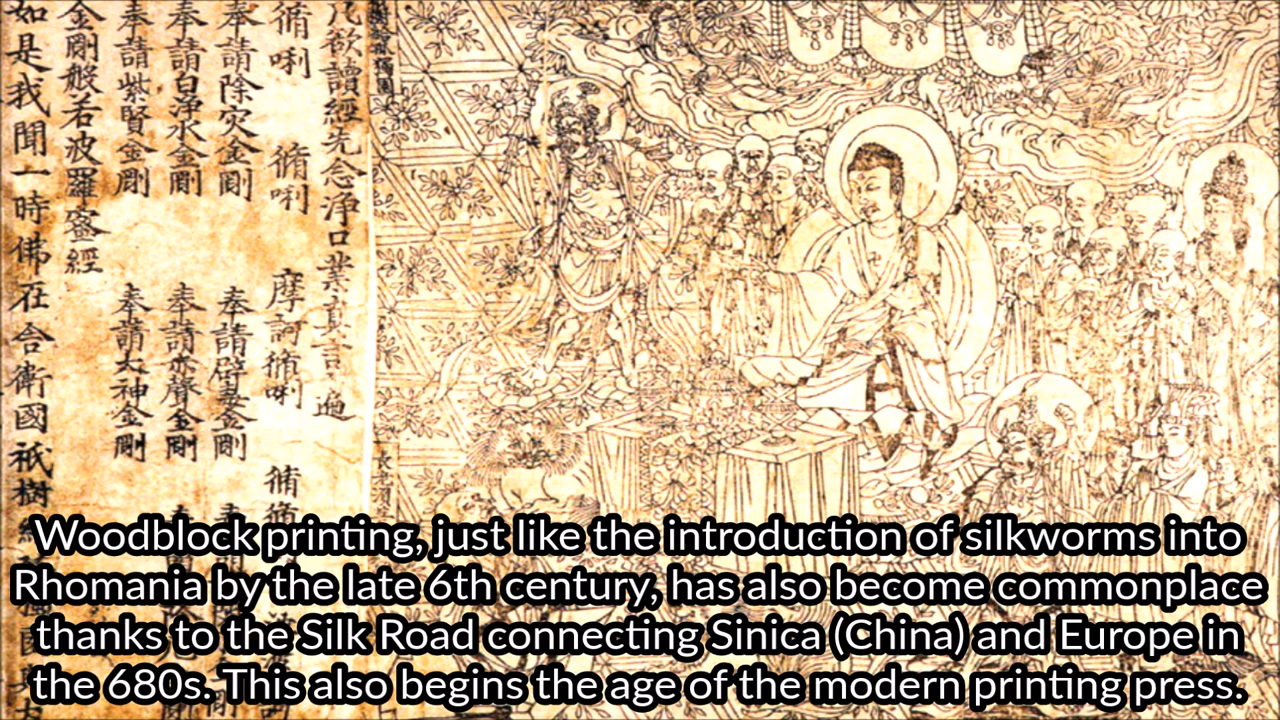 凡欲讀經先念淨口業真言一遍
脩唎 脩唎 摩訶脩唎 脩脩
奉請除灾金剛 奉請辟毒金剛
奉請白淨水金剛 奉請赤聲金剛
奉請紫賢金剛 奉請大神金剛
金剛般若波羅蜜經
如是我聞一時佛在舍衛國祇樹給
Woodblock printing, just like the introduction of silkworms into
Rhomania by the late 6th century, has also become commonplace
thanks to the Silk Road connecting Sinica (China) and Europe in
the 680s. This also begins the age of the modern printing press.